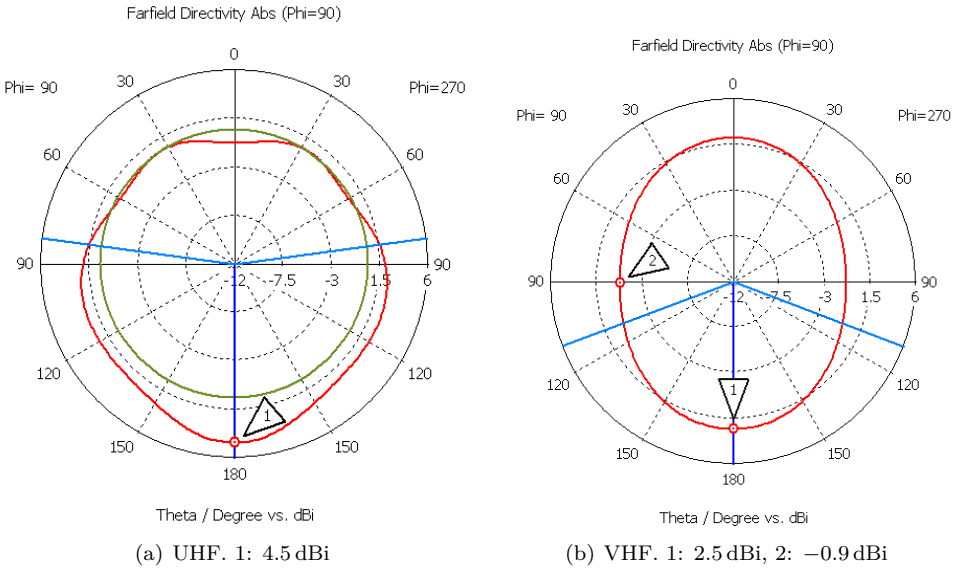 Farfield Directivity Abs (Phi=90)
0
Phi= 90
30
30
Phi=270
60
60
90
-12 -7.5 -3 1.5 6
90
120
120
1
150
150
180
Theta / Degree vs. dBi
(a) UHF. 1: 4.5 dBi
Farfield Directivity Abs (Phi=90)
0
Phi= 90
30
30
Phi=270
60
60
2
90
-12 -7.5 -3 1.5 6
90
120
120
1
150
150
180
Theta / Degree vs. dBi
(b) VHF. 1: 2.5 dBi, 2: −0.9 dBi